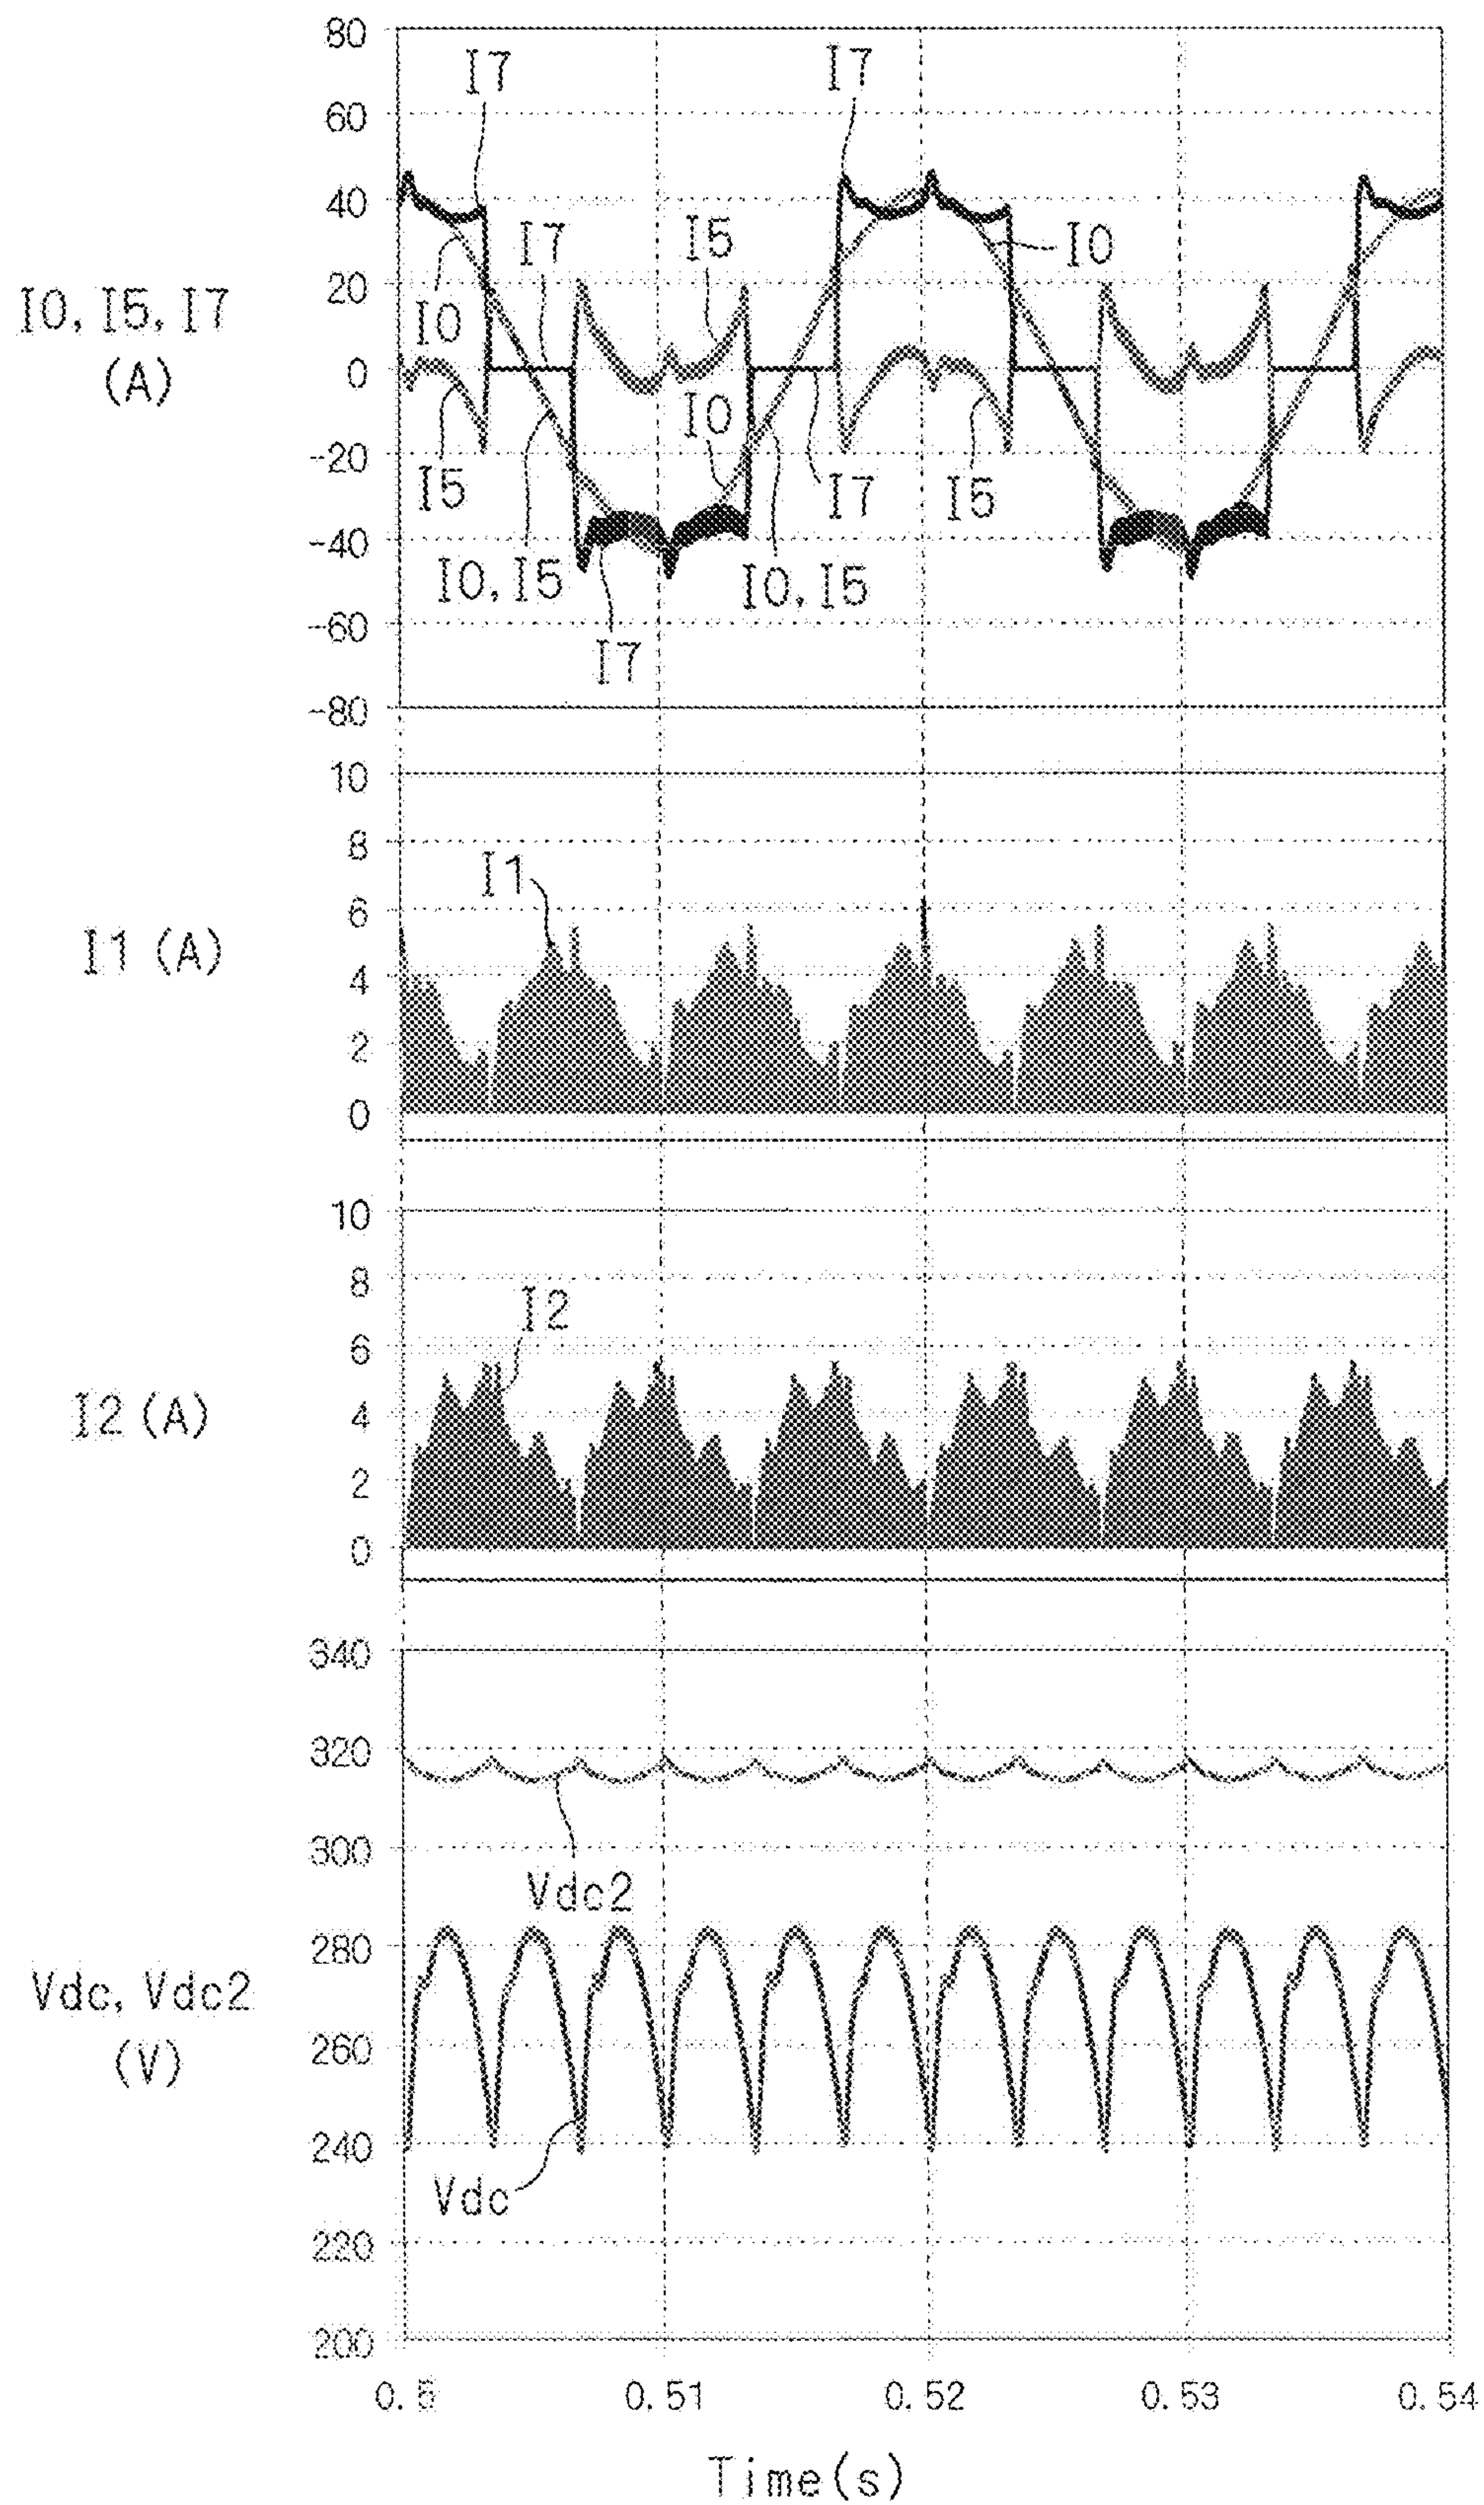 80
60
40
20
0
-20
-40
-60
-80
I0, I5, I7
(A)
I7
I7
I7
I5
I0
I0
I0
I5
I7
I5
I0, I5
I0, I5
I7
10
8
6
4
2
0
I1 (A)
I1
10
8
6
4
2
0
I2 (A)
I2
340
320
300
280
260
240
220
200
Vdc, Vdc2
(V)
Vdc2
Vdc
0.5
0.51
0.52
0.53
0.54
Time(s)